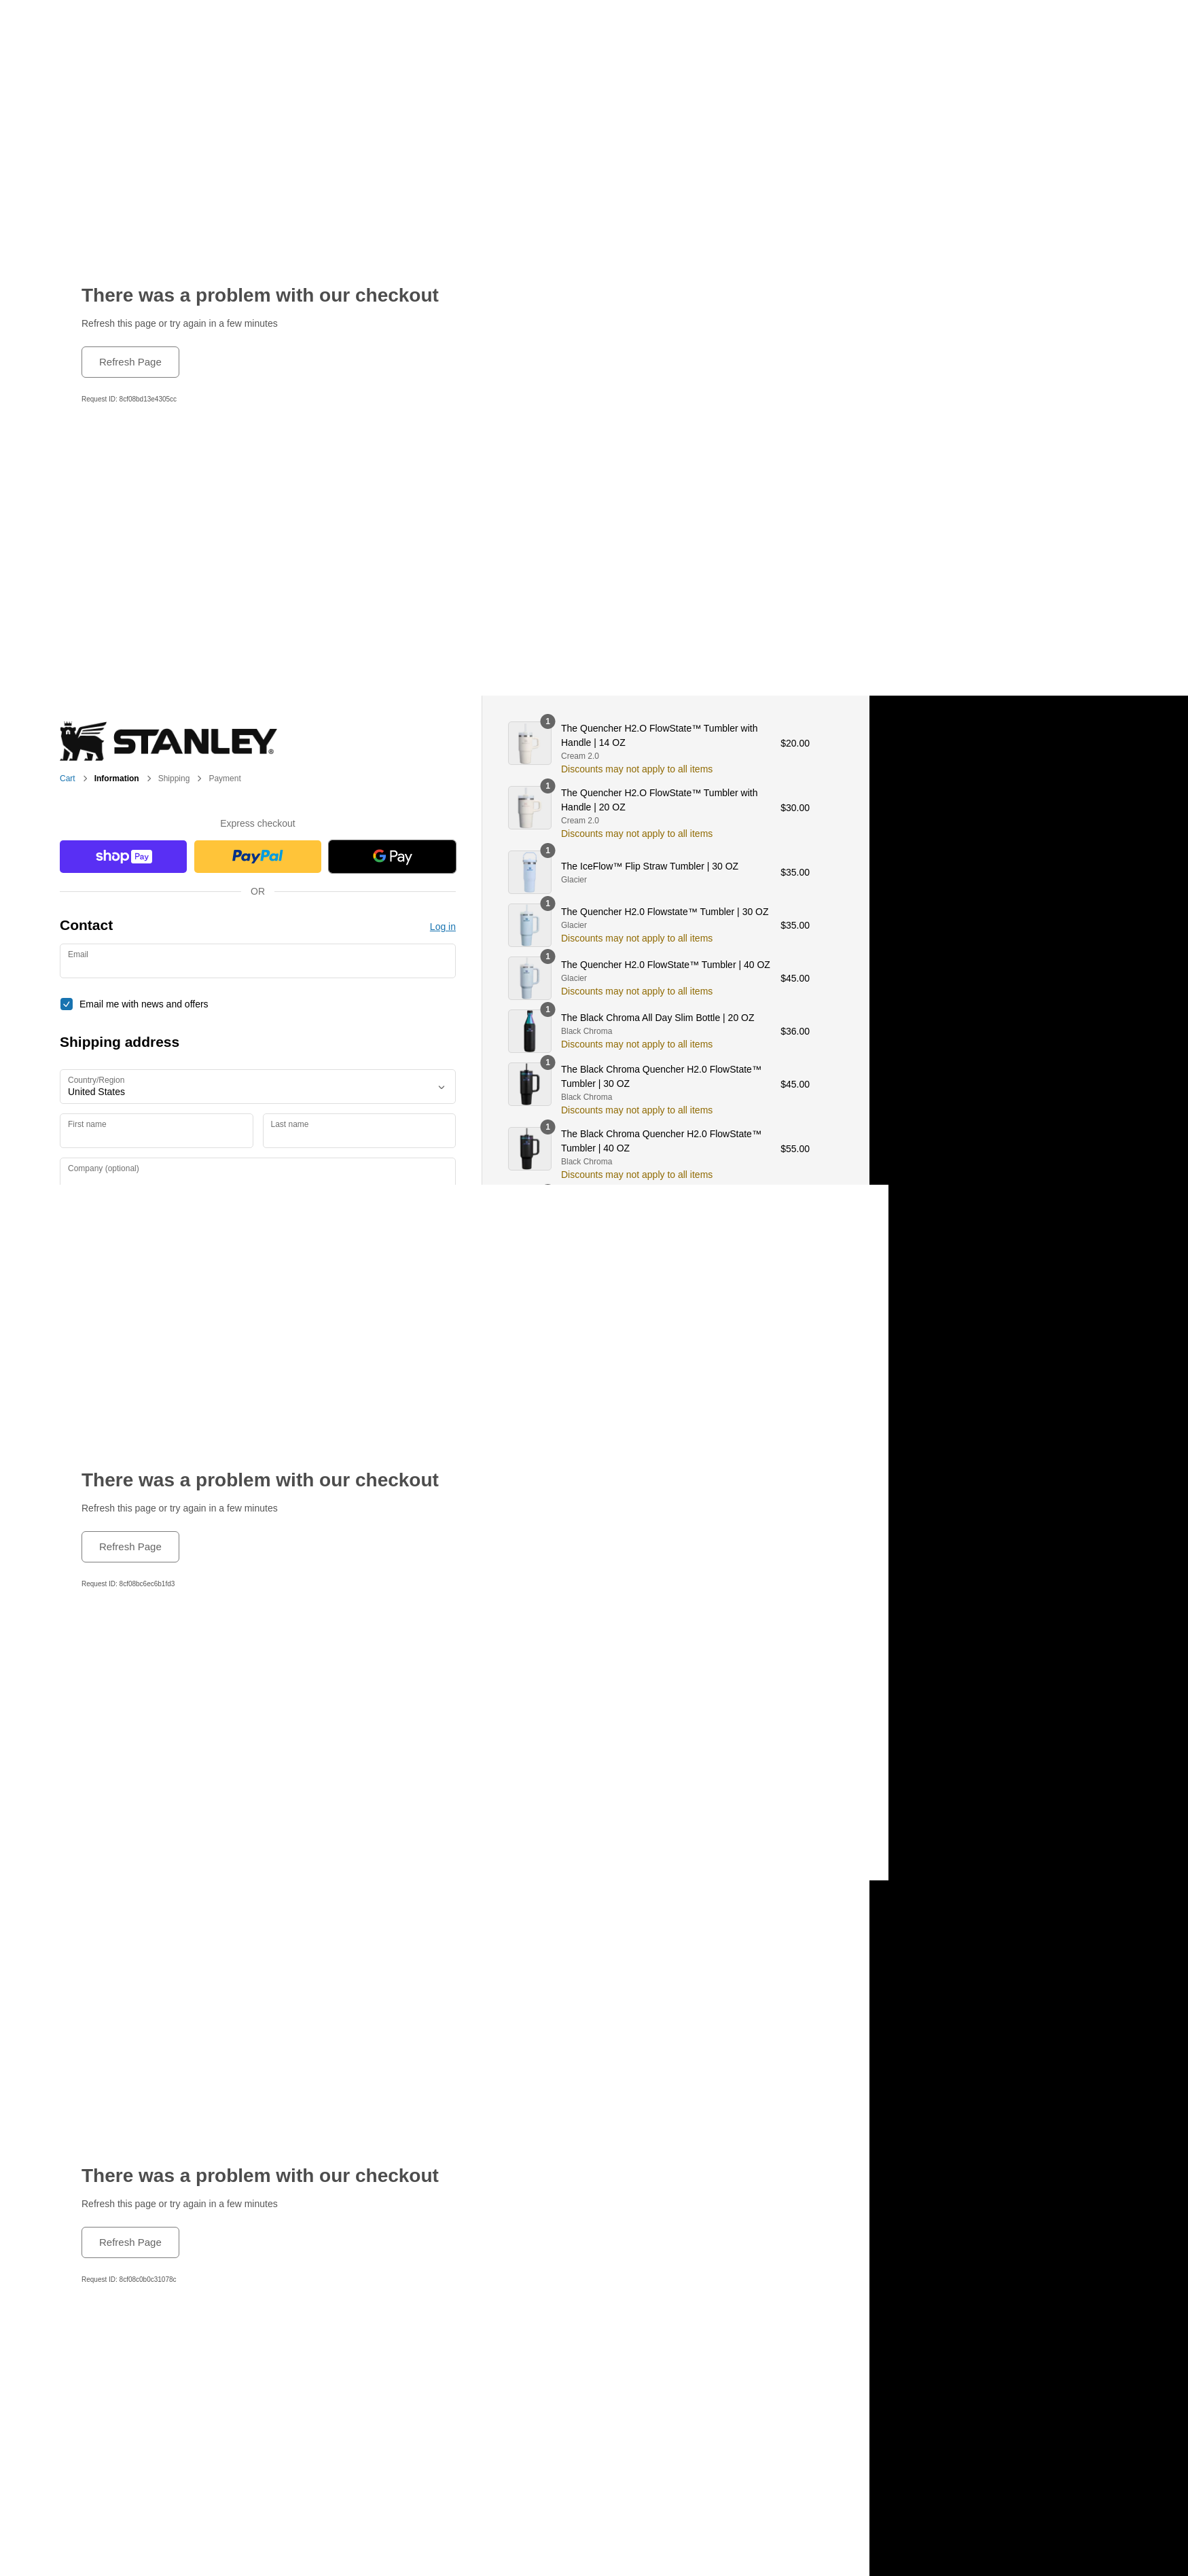 There was a problem with our checkout
Refresh this page or try again in a few minutes
Refresh Page
Request ID: 8cf08bd13e4305cc
STANLEY®
Cart > Information > Shipping > Payment
Express checkout
shop Pay
PayPal
G Pay
OR
Contact
Log in
Email
Email me with news and offers
Shipping address
Country/Region
United States
First name
Last name
Company (optional)
1
The Quencher H2.O FlowState™ Tumbler with
Handle | 14 OZ
$20.00
Cream 2.0
Discounts may not apply to all items
1
The Quencher H2.O FlowState™ Tumbler with
Handle | 20 OZ
$30.00
Cream 2.0
Discounts may not apply to all items
1
The IceFlow™ Flip Straw Tumbler | 30 OZ
$35.00
Glacier
1
The Quencher H2.0 Flowstate™ Tumbler | 30 OZ
$35.00
Glacier
Discounts may not apply to all items
1
The Quencher H2.0 FlowState™ Tumbler | 40 OZ
$45.00
Glacier
Discounts may not apply to all items
1
The Black Chroma All Day Slim Bottle | 20 OZ
$36.00
Black Chroma
Discounts may not apply to all items
1
The Black Chroma Quencher H2.0 FlowState™
Tumbler | 30 OZ
$45.00
Black Chroma
Discounts may not apply to all items
1
The Black Chroma Quencher H2.0 FlowState™
Tumbler | 40 OZ
$55.00
Black Chroma
Discounts may not apply to all items
There was a problem with our checkout
Refresh this page or try again in a few minutes
Refresh Page
Request ID: 8cf08bc6ec6b1fd3
There was a problem with our checkout
Refresh this page or try again in a few minutes
Refresh Page
Request ID: 8cf08c0b0c31078c